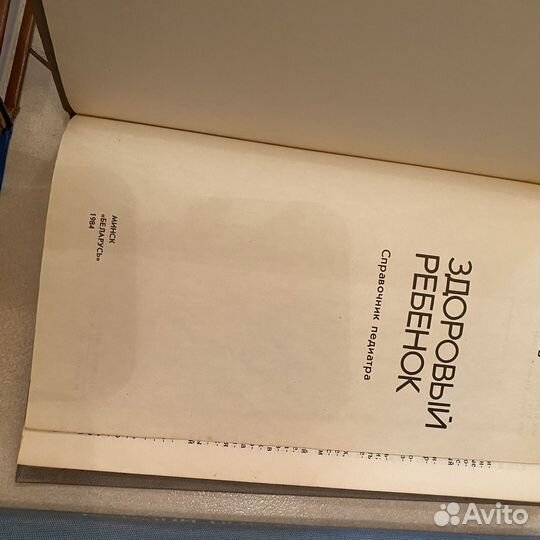 ЗДОРОВЫЙ
РЕБЕНОК
Справочник педиатра
МИНСК
«БЕЛАРУСЬ»
1984
Avito